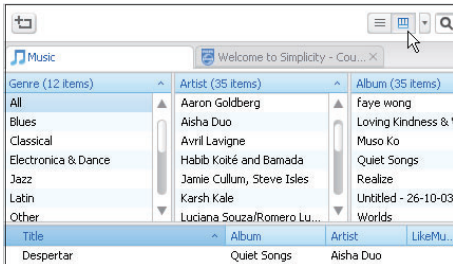 Music
Welcome to Simplicity - Cou...
Genre (12 items) Artist (35 items) Album (35 items)
All Aaron Goldberg faye wong
Blues Aisha Duo Loving Kindness &
Classical Avril Lavigne Muso Ko
Electronica & Dance Habib Koité and Bamada Quiet Songs
Jazz Jamie Cullum, Steve Isles Realize
Latin Karsh Kale Untitled - 26-10-03
Other Luciana Souza/Romero Lu... Worlds
Title Album Artist LikeMu...
Despertar Quiet Songs Aisha Duo